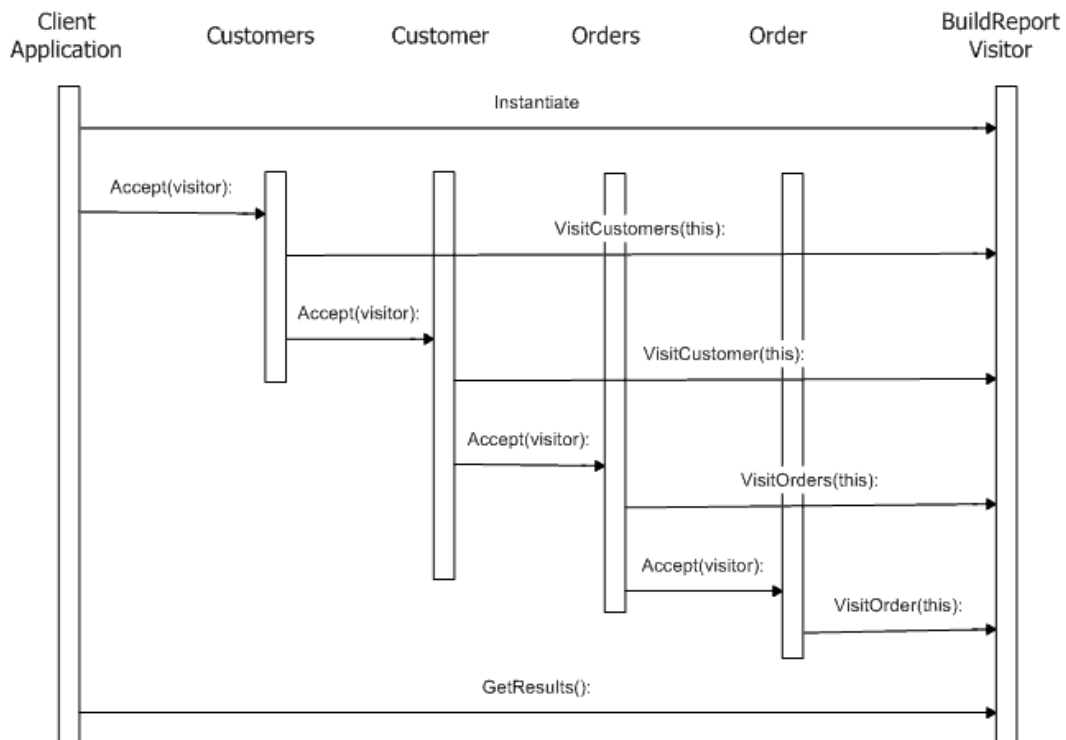 Client
Application
Customers
Customer
Orders
Order
BuildReport
Visitor
Instantiate
Accept(visitor):
VisitCustomers(this):
Accept(visitor):
VisitCustomer(this):
Accept(visitor):
VisitOrders(this):
Accept(visitor):
VisitOrder(this):
GetResults():